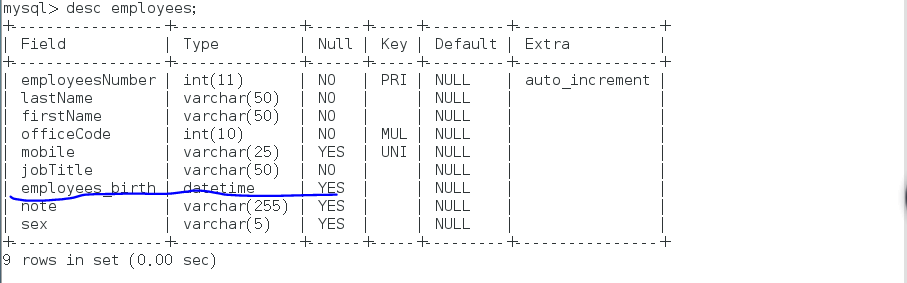 mysql> desc employees;
+-----------------+--------------+------+-----+---------+----------------+
| Field           | Type         | Null | Key | Default | Extra          |
+-----------------+--------------+------+-----+---------+----------------+
| employeesNumber | int(11)      | NO   | PRI | NULL    | auto_increment |
| lastName        | varchar(50)  | NO   |     | NULL    |                |
| firstName       | varchar(50)  | NO   |     | NULL    |                |
| officeCode      | int(10)      | NO   | MUL | NULL    |                |
| mobile          | varchar(25)  | YES  | UNI | NULL    |                |
| jobTitle        | varchar(50)  | NO   |     | NULL    |                |
| employees_birth | datetime     | YES  |     | NULL    |                |
| note            | varchar(255) | YES  |     | NULL    |                |
| sex             | varchar(5)   | YES  |     | NULL    |                |
+-----------------+--------------+------+-----+---------+----------------+
9 rows in set (0.00 sec)